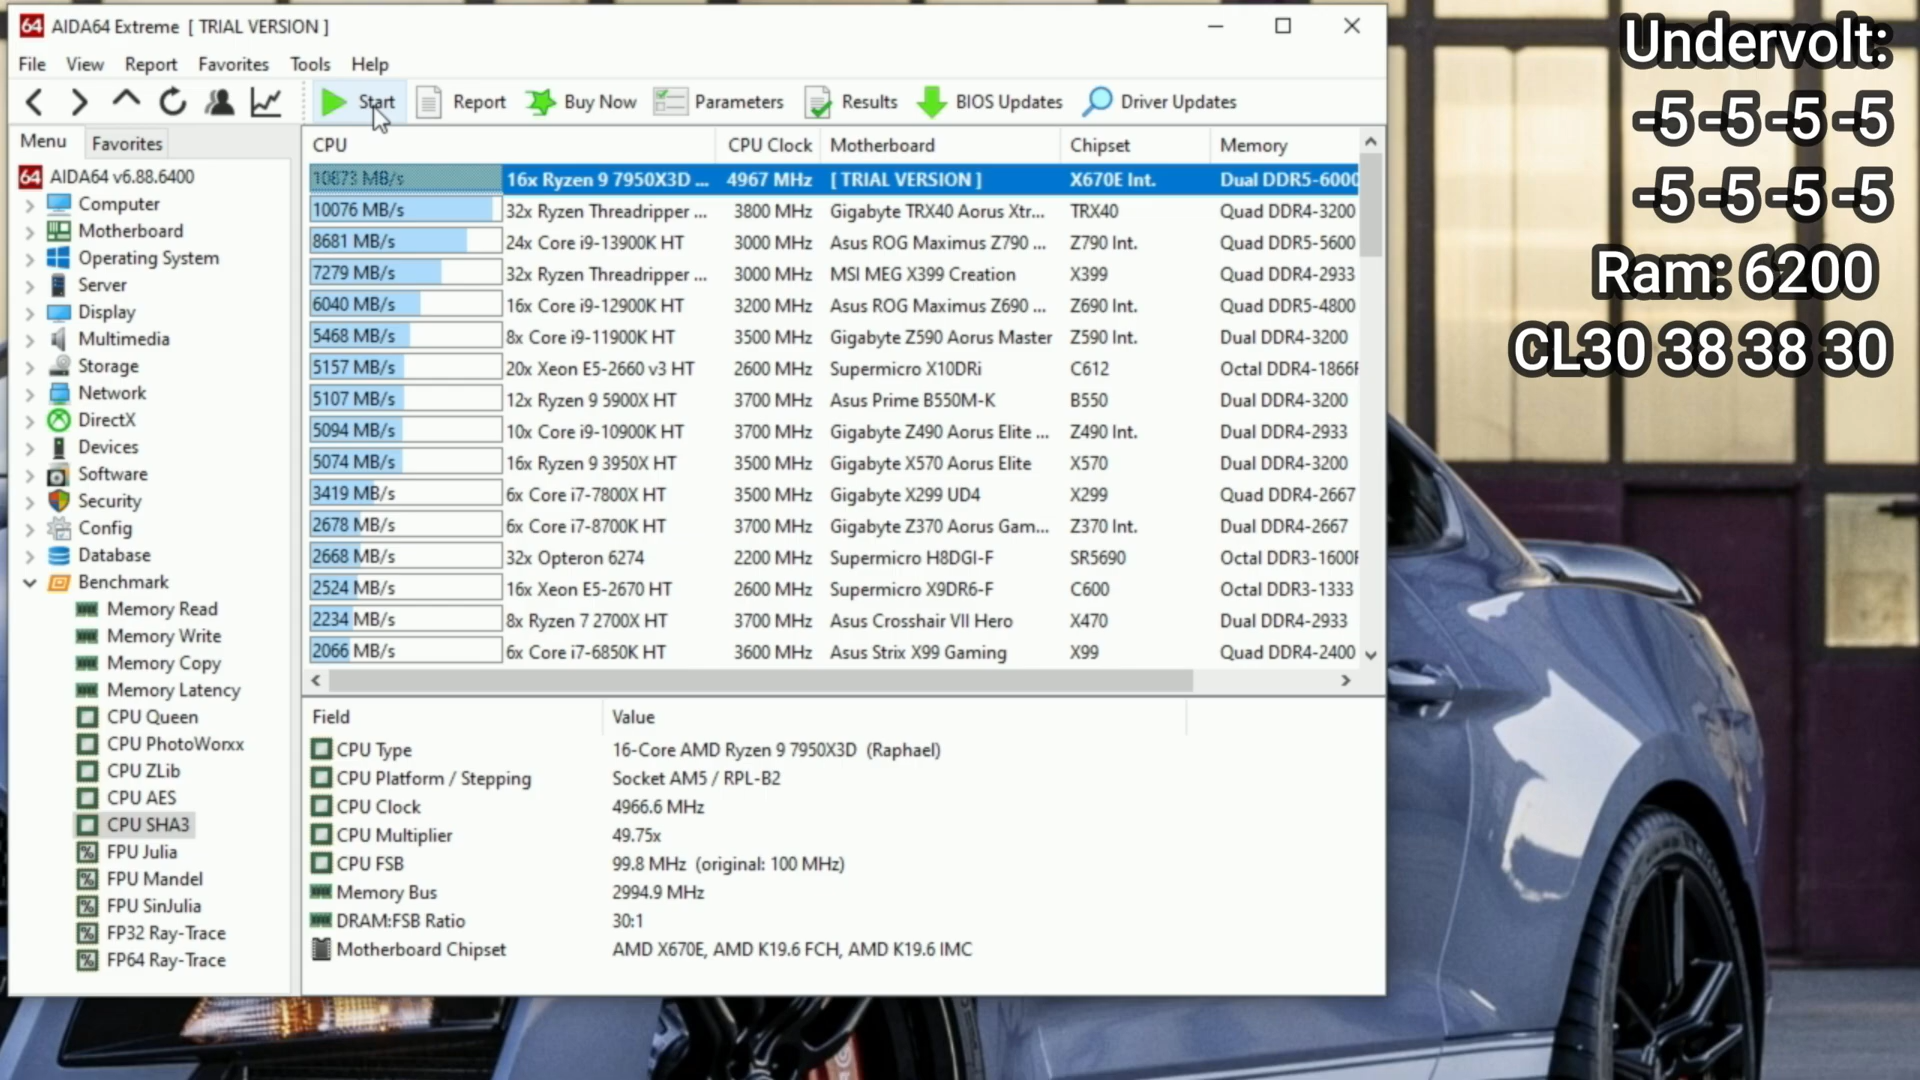 64 AIDA64 Extreme [ TRIAL VERSION ]
File View Report Favorites Tools Help
Start Report Buy Now Parameters Results BIOS Updates Driver Updates
Menu Favorites
64 AIDA64 v6.88.6400
Computer
Motherboard
Operating System
Server
Display
Multimedia
Storage
Network
DirectX
Devices
Software
Security
Config
Database
Benchmark
Memory Read
Memory Write
Memory Copy
Memory Latency
CPU Queen
CPU PhotoWorxx
CPU ZLib
CPU AES
CPU SHA3
FPU Julia
FPU Mandel
FPU SinJulia
FP32 Ray-Trace
FP64 Ray-Trace
CPU CPU Clock Motherboard Chipset Memory
10873 MB/s 16x Ryzen 9 7950X3D ... 4967 MHz [ TRIAL VERSION ] X670E Int. Dual DDR5-6000
10076 MB/s 32x Ryzen Threadripper ... 3800 MHz Gigabyte TRX40 Aorus Xtr... TRX40 Quad DDR4-3200
8681 MB/s 24x Core i9-13900K HT 3000 MHz Asus ROG Maximus Z790 ... Z790 Int. Quad DDR5-5600
7279 MB/s 32x Ryzen Threadripper ... 3000 MHz MSI MEG X399 Creation X399 Quad DDR4-2933
6040 MB/s 16x Core i9-12900K HT 3200 MHz Asus ROG Maximus Z690 ... Z690 Int. Quad DDR5-4800
5468 MB/s 8x Core i9-11900K HT 3500 MHz Gigabyte Z590 Aorus Master Z590 Int. Dual DDR4-3200
5157 MB/s 20x Xeon E5-2660 v3 HT 2600 MHz Supermicro X10DRi C612 Octal DDR4-1866R
5107 MB/s 12x Ryzen 9 5900X HT 3700 MHz Asus Prime B550M-K B550 Dual DDR4-3200
5094 MB/s 10x Core i9-10900K HT 3700 MHz Gigabyte Z490 Aorus Elite ... Z490 Int. Dual DDR4-2933
5074 MB/s 16x Ryzen 9 3950X HT 3500 MHz Gigabyte X570 Aorus Elite X570 Dual DDR4-3200
3419 MB/s 6x Core i7-7800X HT 3500 MHz Gigabyte X299 UD4 X299 Quad DDR4-2667
2678 MB/s 6x Core i7-8700K HT 3700 MHz Gigabyte Z370 Aorus Gam... Z370 Int. Dual DDR4-2667
2668 MB/s 32x Opteron 6274 2200 MHz Supermicro H8DGI-F SR5690 Octal DDR3-1600R
2524 MB/s 16x Xeon E5-2670 HT 2600 MHz Supermicro X9DR6-F C600 Octal DDR3-1333
2234 MB/s 8x Ryzen 7 2700X HT 3700 MHz Asus Crosshair VII Hero X470 Dual DDR4-2933
2066 MB/s 6x Core i7-6850K HT 3600 MHz Asus Strix X99 Gaming X99 Quad DDR4-2400
Field Value
CPU Type 16-Core AMD Ryzen 9 7950X3D (Raphael)
CPU Platform / Stepping Socket AM5 / RPL-B2
CPU Clock 4966.6 MHz
CPU Multiplier 49.75x
CPU FSB 99.8 MHz (original: 100 MHz)
Memory Bus 2994.9 MHz
DRAM:FSB Ratio 30:1
Motherboard Chipset AMD X670E, AMD K19.6 FCH, AMD K19.6 IMC
Undervolt:
-5 -5 -5 -5
-5 -5 -5 -5
Ram: 6200
CL30 38 38 30